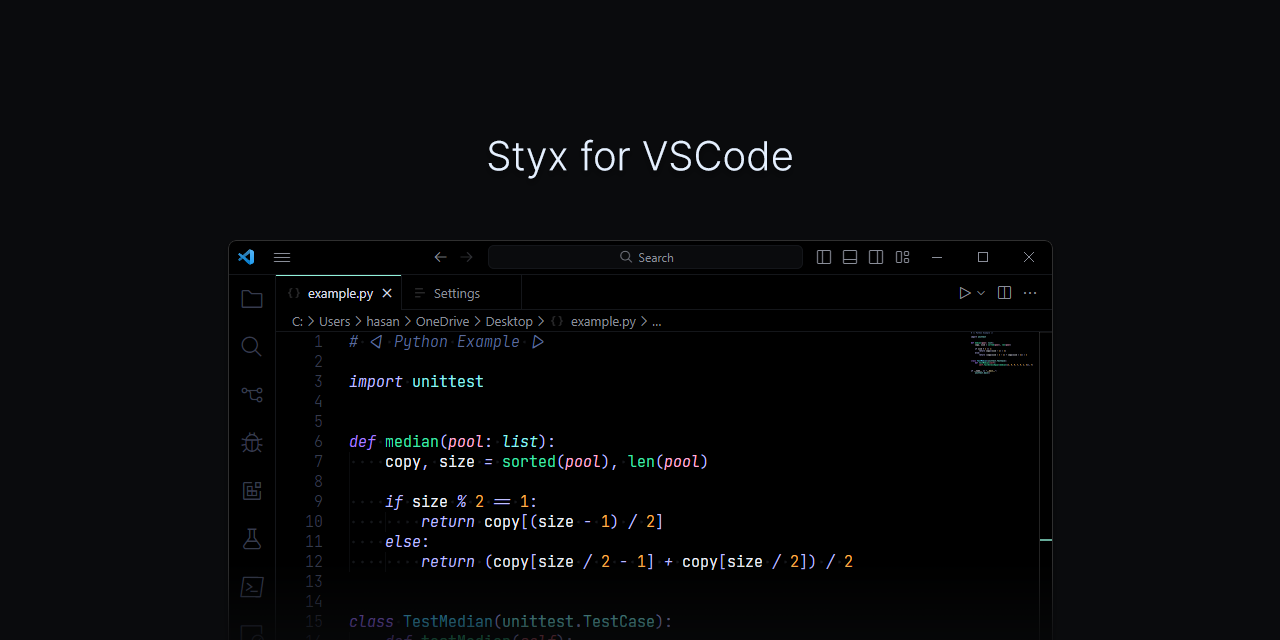 Styx for VSCode
Search
example.py Settings
C: > Users > hasan > OneDrive > Desktop > {} example.py > ...
1 # ◁ Python Example ▷
2
3 import unittest
4
5
6 def median(pool: list):
7 copy, size = sorted(pool), len(pool)
8
9 if size % 2 == 1:
10 return copy[(size - 1) / 2]
11 else:
12 return (copy[size / 2 - 1] + copy[size / 2]) / 2
13
14
15 class TestMedian(unittest.TestCase):
16 def testMedian(self):